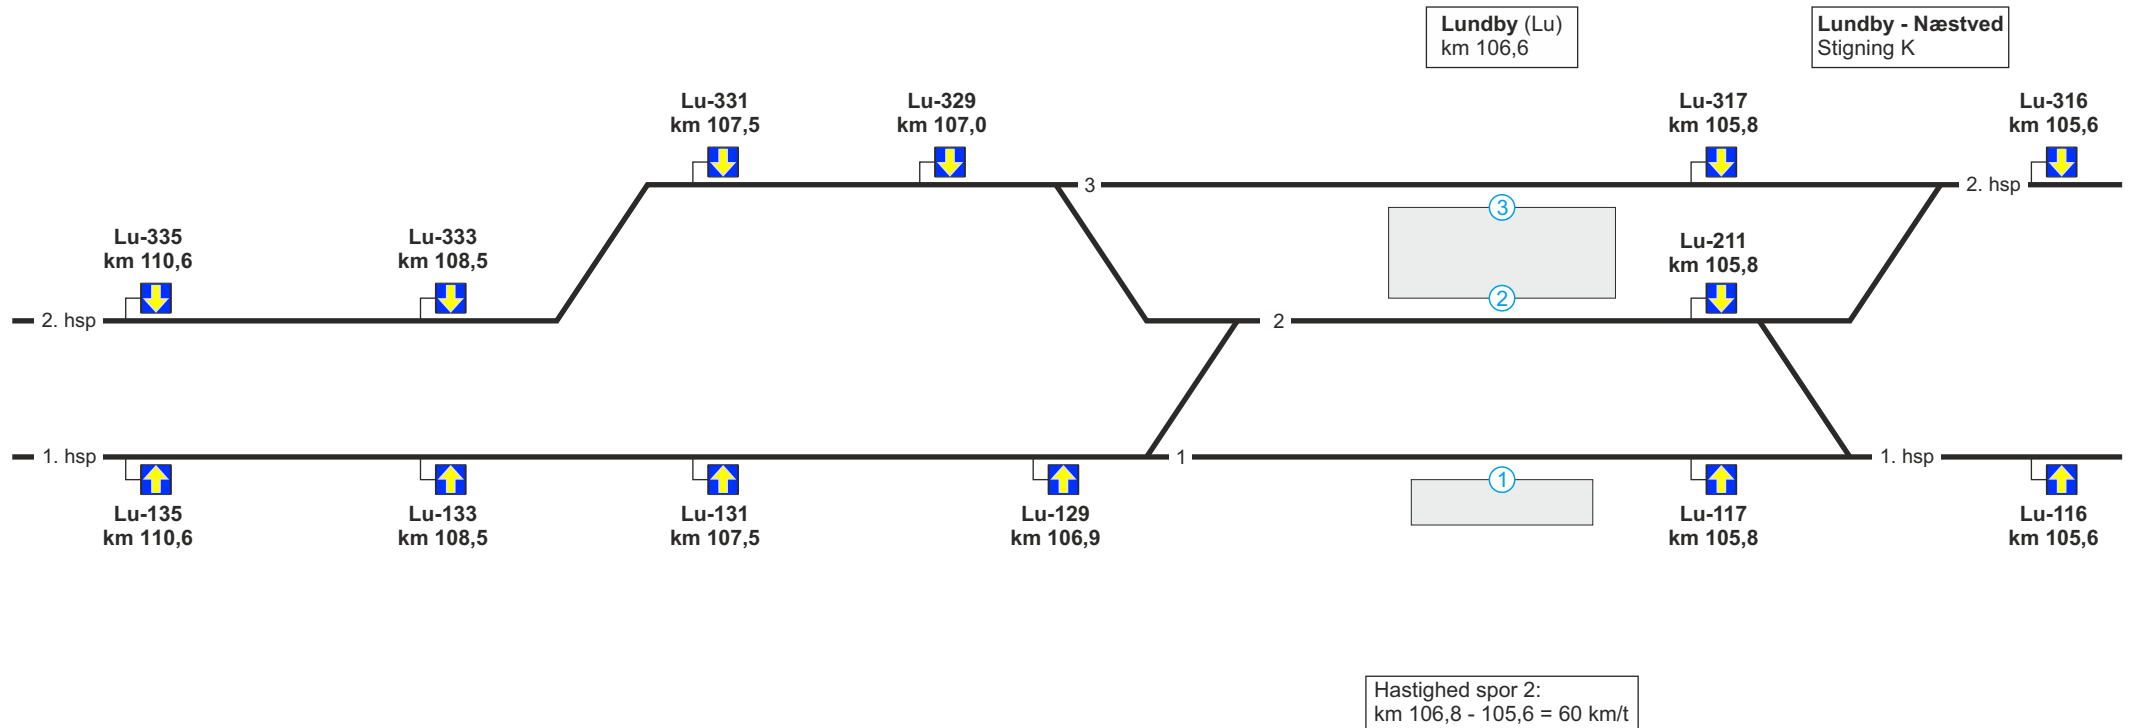 Lundby (Lu)
km 106,6
Lundby - Næstved
Stigning K
Lu-331
km 107,5
Lu-329
km 107,0
Lu-317
km 105,8
Lu-316
km 105,6
3
2. hsp
3
Lu-335
km 110,6
Lu-333
km 108,5
Lu-211
km 105,8
2
2. hsp
2
1. hsp
1
1. hsp
1
Lu-135
km 110,6
Lu-133
km 108,5
Lu-131
km 107,5
Lu-129
km 106,9
Lu-117
km 105,8
Lu-116
km 105,6
Hastighed spor 2:
km 106,8 - 105,6 = 60 km/t